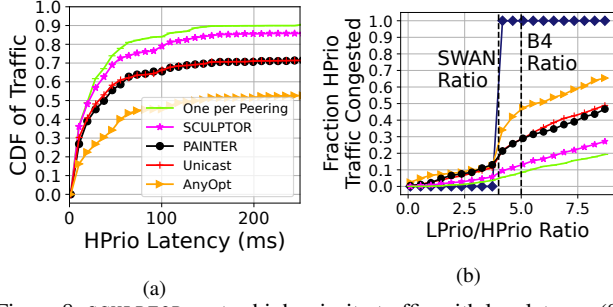 CDF of Traffic
1.0
0.9
0.8
0.7
0.6
0.5
0.4
0.3
0.2
0.1
0.0
0
100
200
HPrio Latency (ms)
One per Peering
SCULPTOR
PAINTER
Unicast
AnyOpt
(a)
Fraction HPrio
Traffic Congested
1.0
0.9
0.8
0.7
0.6
0.5
0.4
0.3
0.2
0.1
0.0
SWAN
Ratio
B4
Ratio
0.0
2.5
5.0
7.5
LPrio/HPrio Ratio
(b)